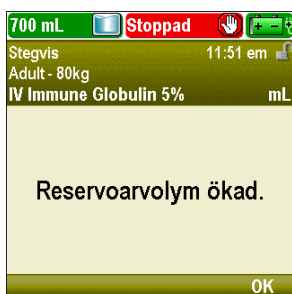 700 mL Stoppad
Stegvis 11:51 em
Adult - 80kg
IV Immune Globulin 5% mL
Reservoarvolym ökad.
OK